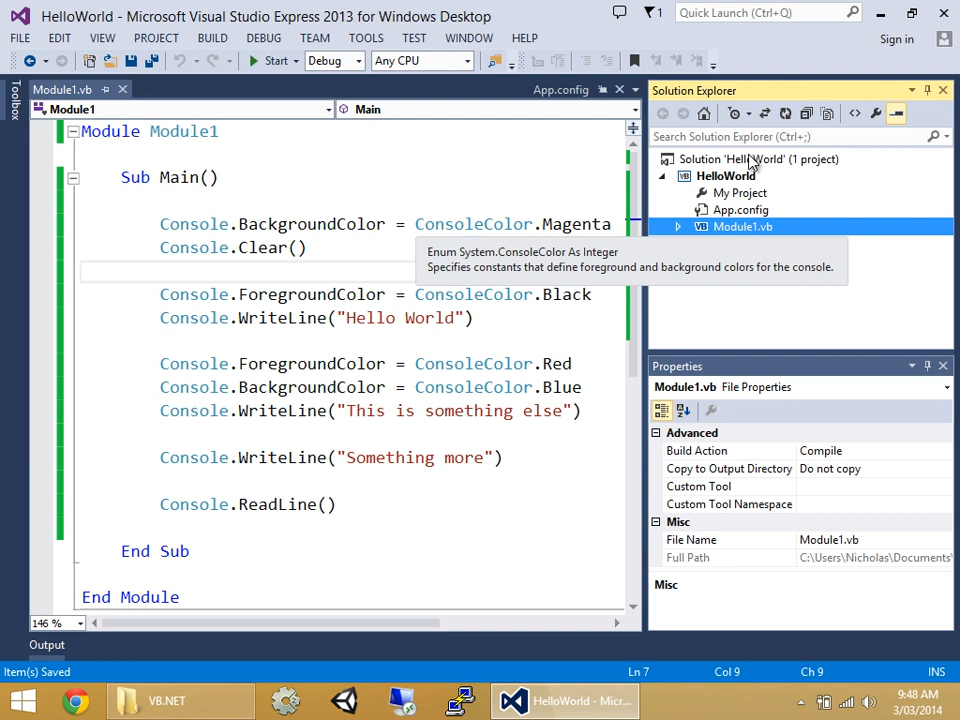 HelloWorld - Microsoft Visual Studio Express 2013 for Windows Desktop
1
Quick Launch (Ctrl+Q)
FILE EDIT VIEW PROJECT BUILD DEBUG TEAM TOOLS TEST WINDOW HELP
Sign in
Start Debug Any CPU
Toolbox
Module1.vb
App.config
Module1
Main
Module Module1
Sub Main()
Console.BackgroundColor = ConsoleColor.Magenta
Console.Clear()
Enum System.ConsoleColor As Integer
Specifies constants that define foreground and background colors for the console.
Console.ForegroundColor = ConsoleColor.Black
Console.WriteLine("Hello World")
Console.ForegroundColor = ConsoleColor.Red
Console.BackgroundColor = ConsoleColor.Blue
Console.WriteLine("This is something else")
Console.WriteLine("Something more")
Console.ReadLine()
End Sub
End Module
146 %
Output
Solution Explorer
Search Solution Explorer (Ctrl+;)
Solution 'HelloWorld' (1 project)
VB HelloWorld
My Project
App.config
VB Module1.vb
Properties
Module1.vb File Properties
Advanced
Build Action Compile
Copy to Output Directory Do not copy
Custom Tool
Custom Tool Namespace
Misc
File Name Module1.vb
Full Path C:\Users\Nicholas\Documents\
Misc
Item(s) Saved
Ln 7 Col 9 Ch 9 INS
VB.NET
HelloWorld - Micr...
9:48 AM
3/03/2014